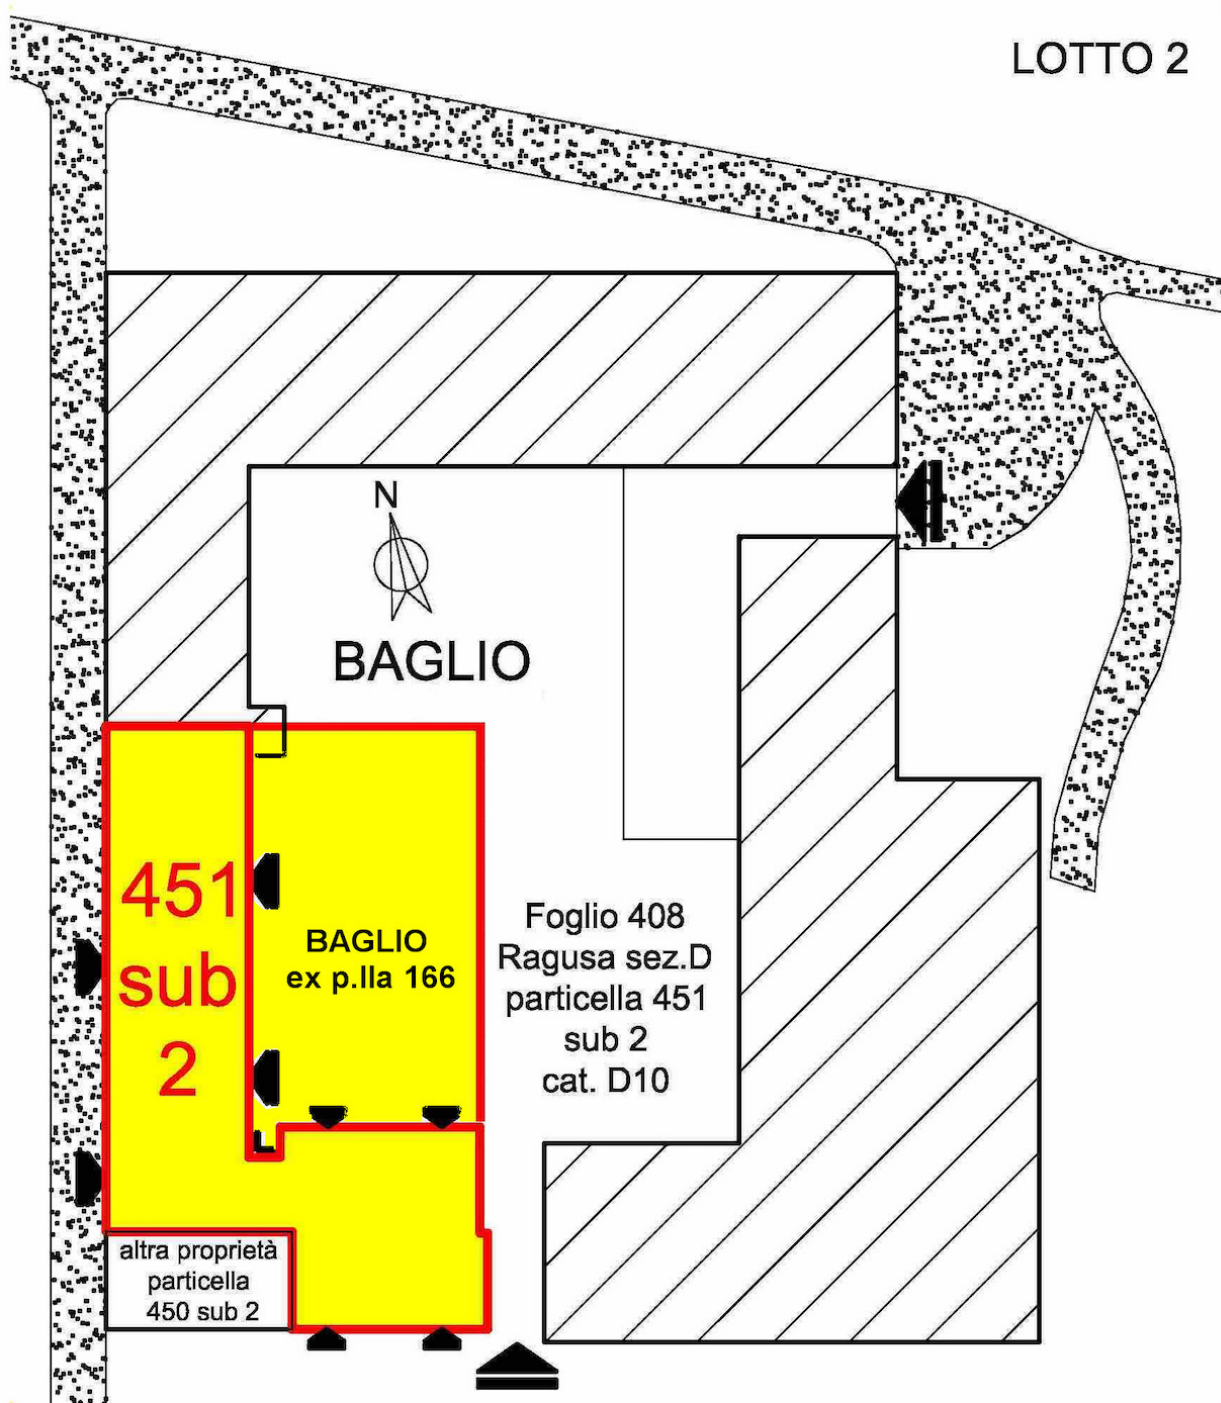 LOTTO 2
N
BAGLIO
451
sub
2
BAGLIO
ex p.lla 166
Foglio 408
Ragusa sez.D
particella 451
sub 2
cat. D10
altra proprietà
particella
450 sub 2